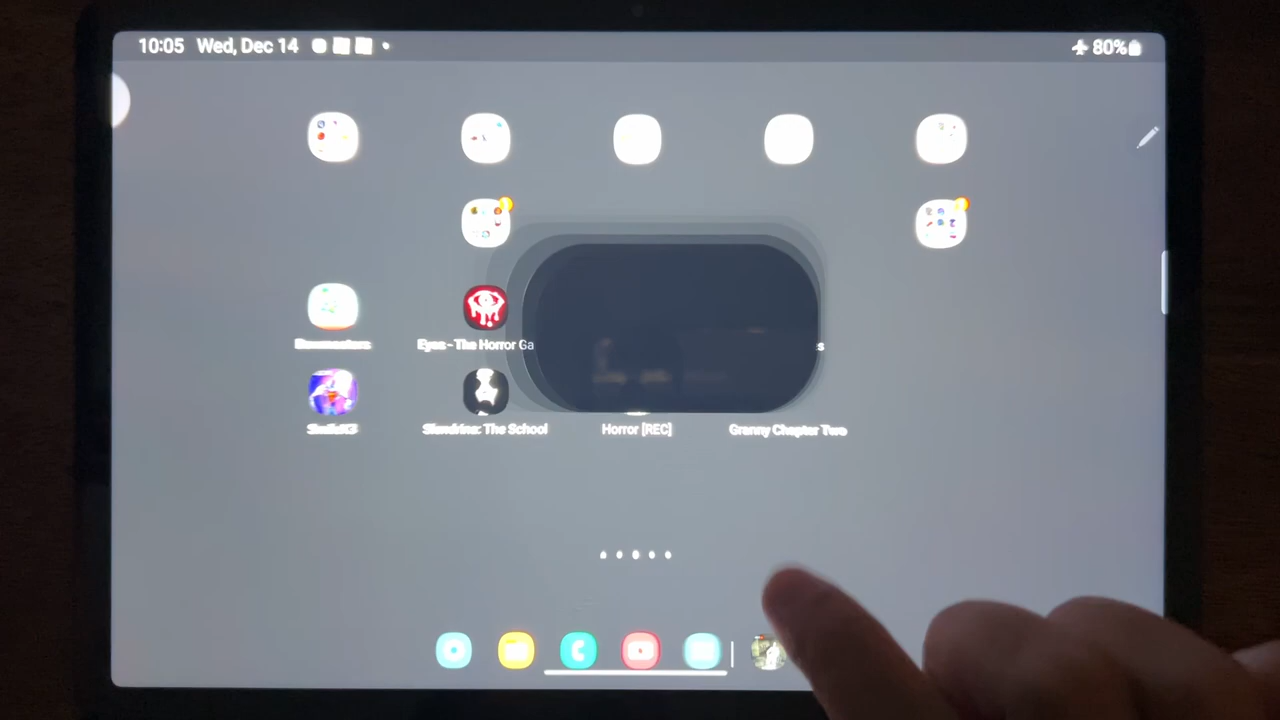 10:05 Wed, Dec 14 80%
Eyes - The Horror Ga s
Slendrina: The School Horror [REC] Granny Chapter Two